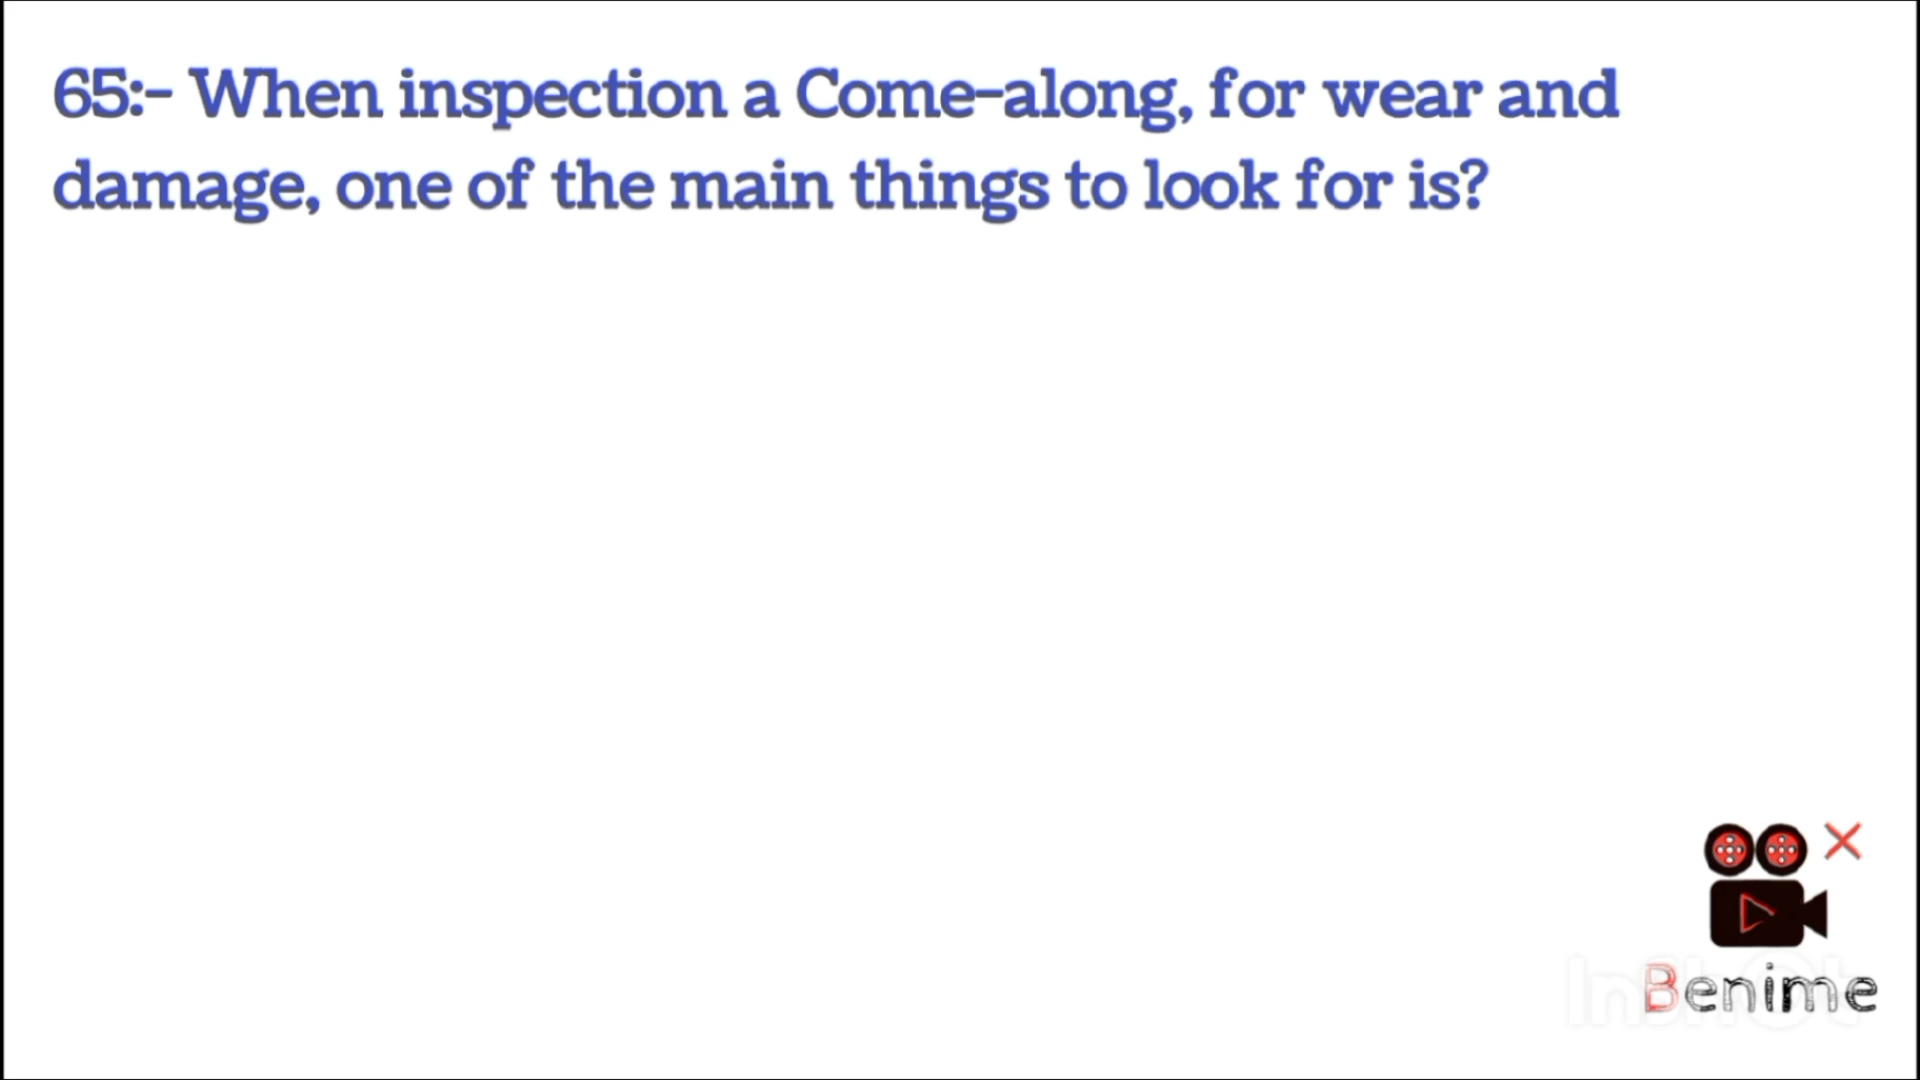 65:- When inspection a Come-along, for wear and
damage, one of the main things to look for is?
Benime
InShot